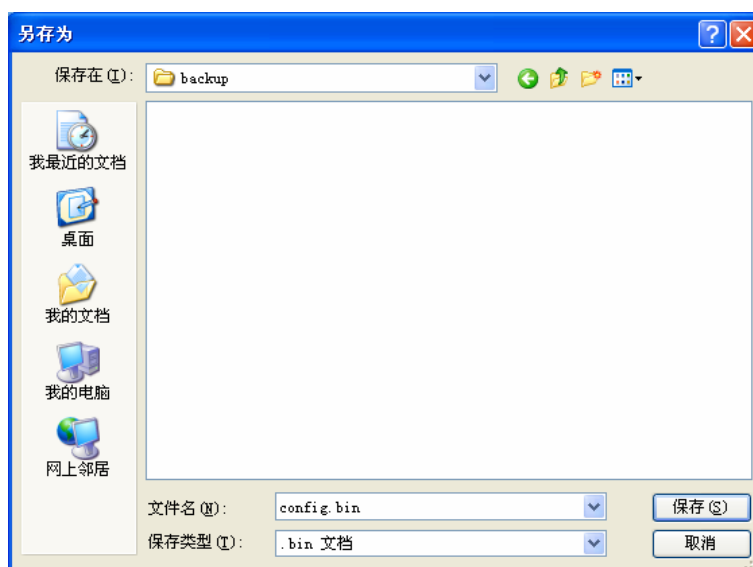 另存为
保存在(I):
backup
我最近的文档
桌面
我的文档
我的电脑
网上邻居
文件名(N):
config.bin
保存(S)
保存类型(T):
.bin 文档
取消